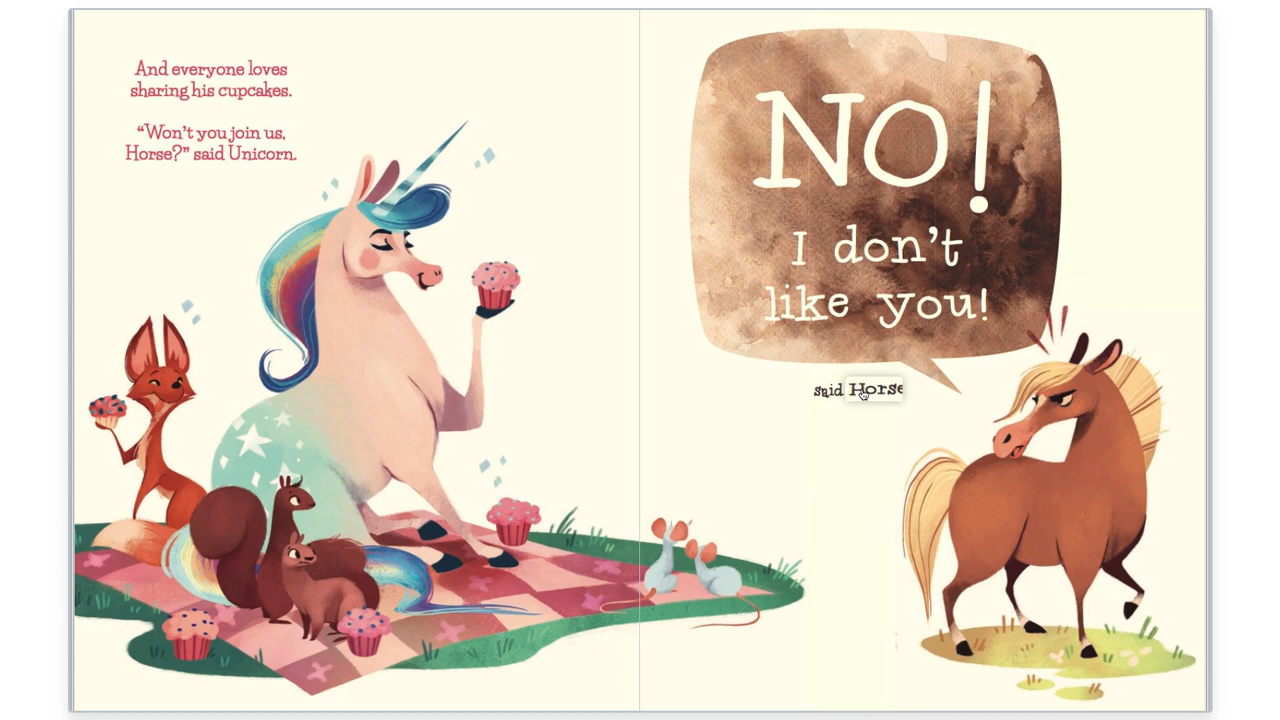 And everyone loves
sharing his cupcakes.
“Won’t you join us,
Horse?” said Unicorn.
NO!
I don’t
like you!
said Horse